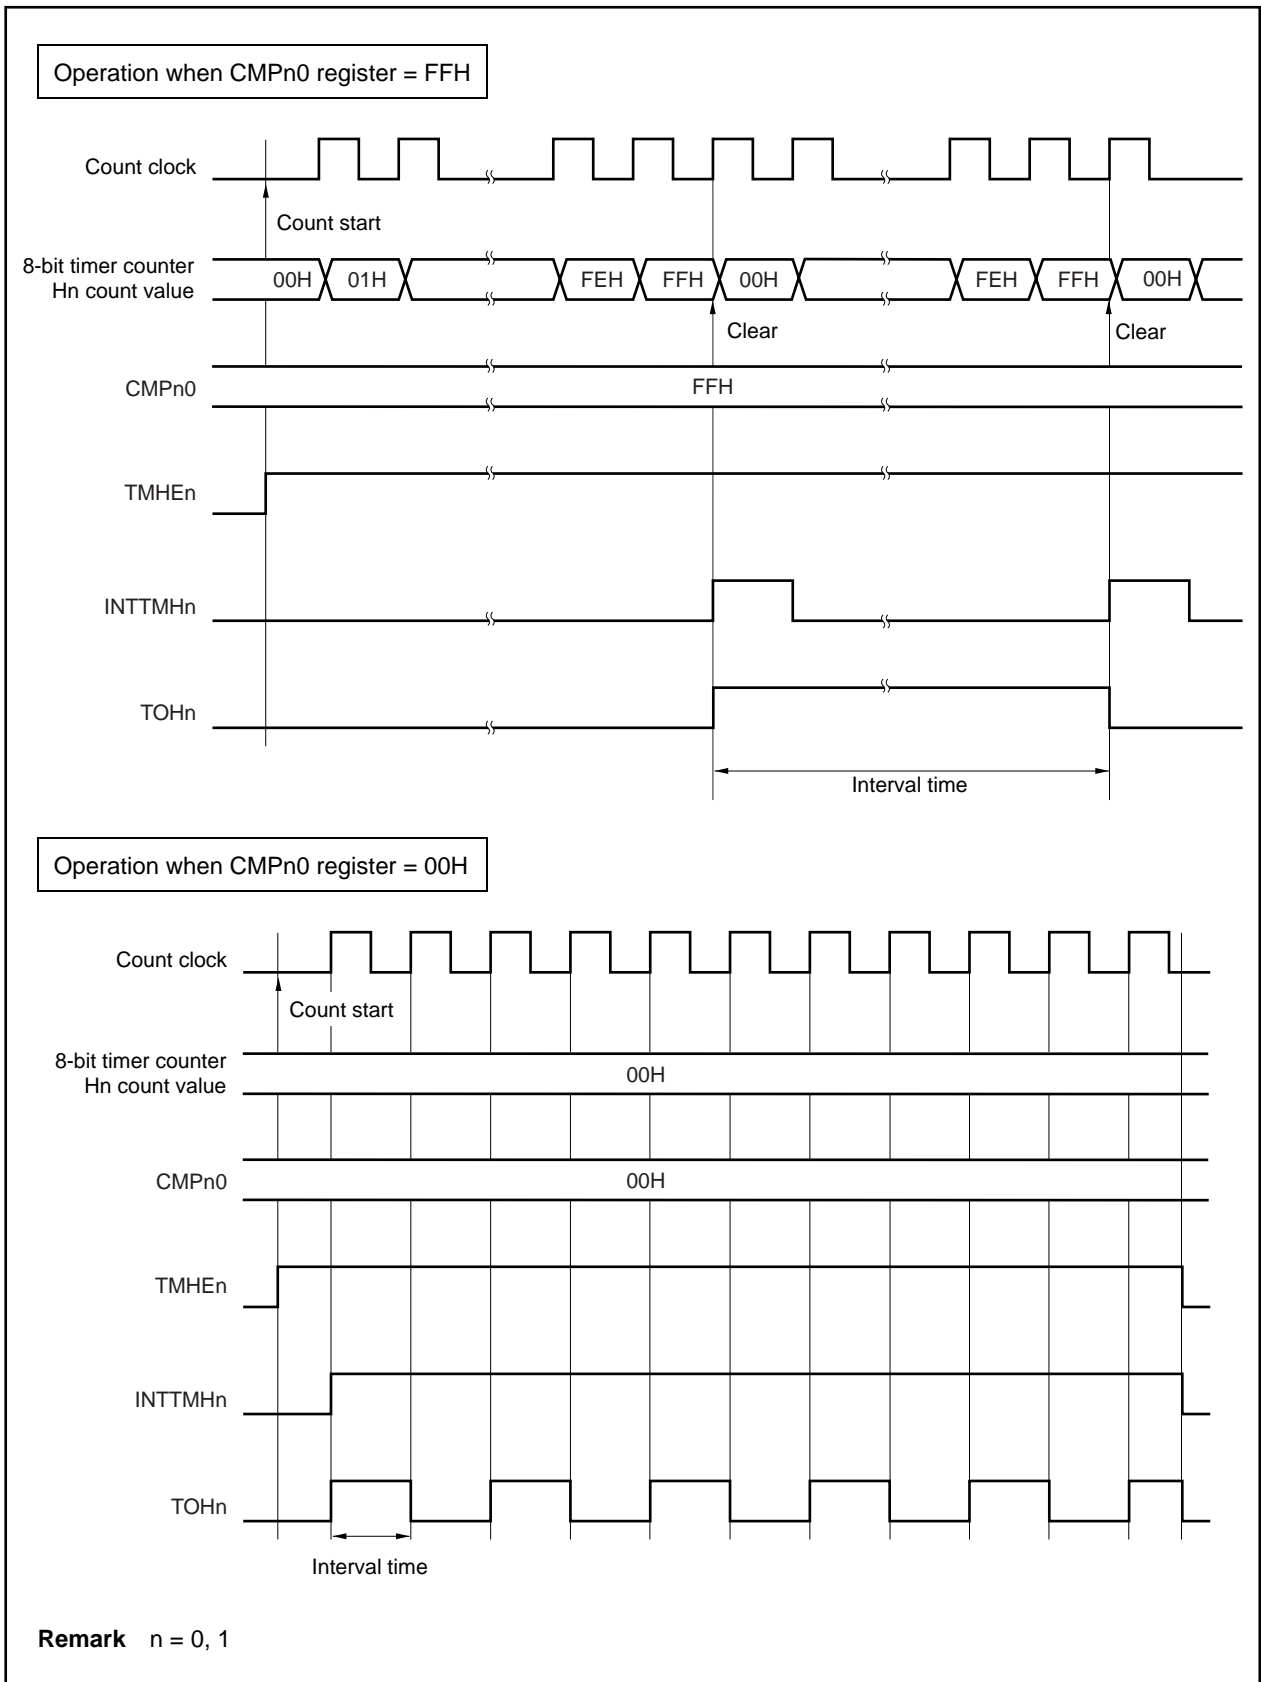 Operation when CMPn0 register = FFH
Count clock
Count start
8-bit timer counter
Hn count value
00H 01H FEH FFH 00H FEH FFH 00H
Clear Clear
CMPn0 FFH
TMHEn
INTTMHn
TOHn
Interval time
Operation when CMPn0 register = 00H
Count clock
Count start
8-bit timer counter
Hn count value
00H
CMPn0 00H
TMHEn
INTTMHn
TOHn
Interval time
Remark n = 0, 1